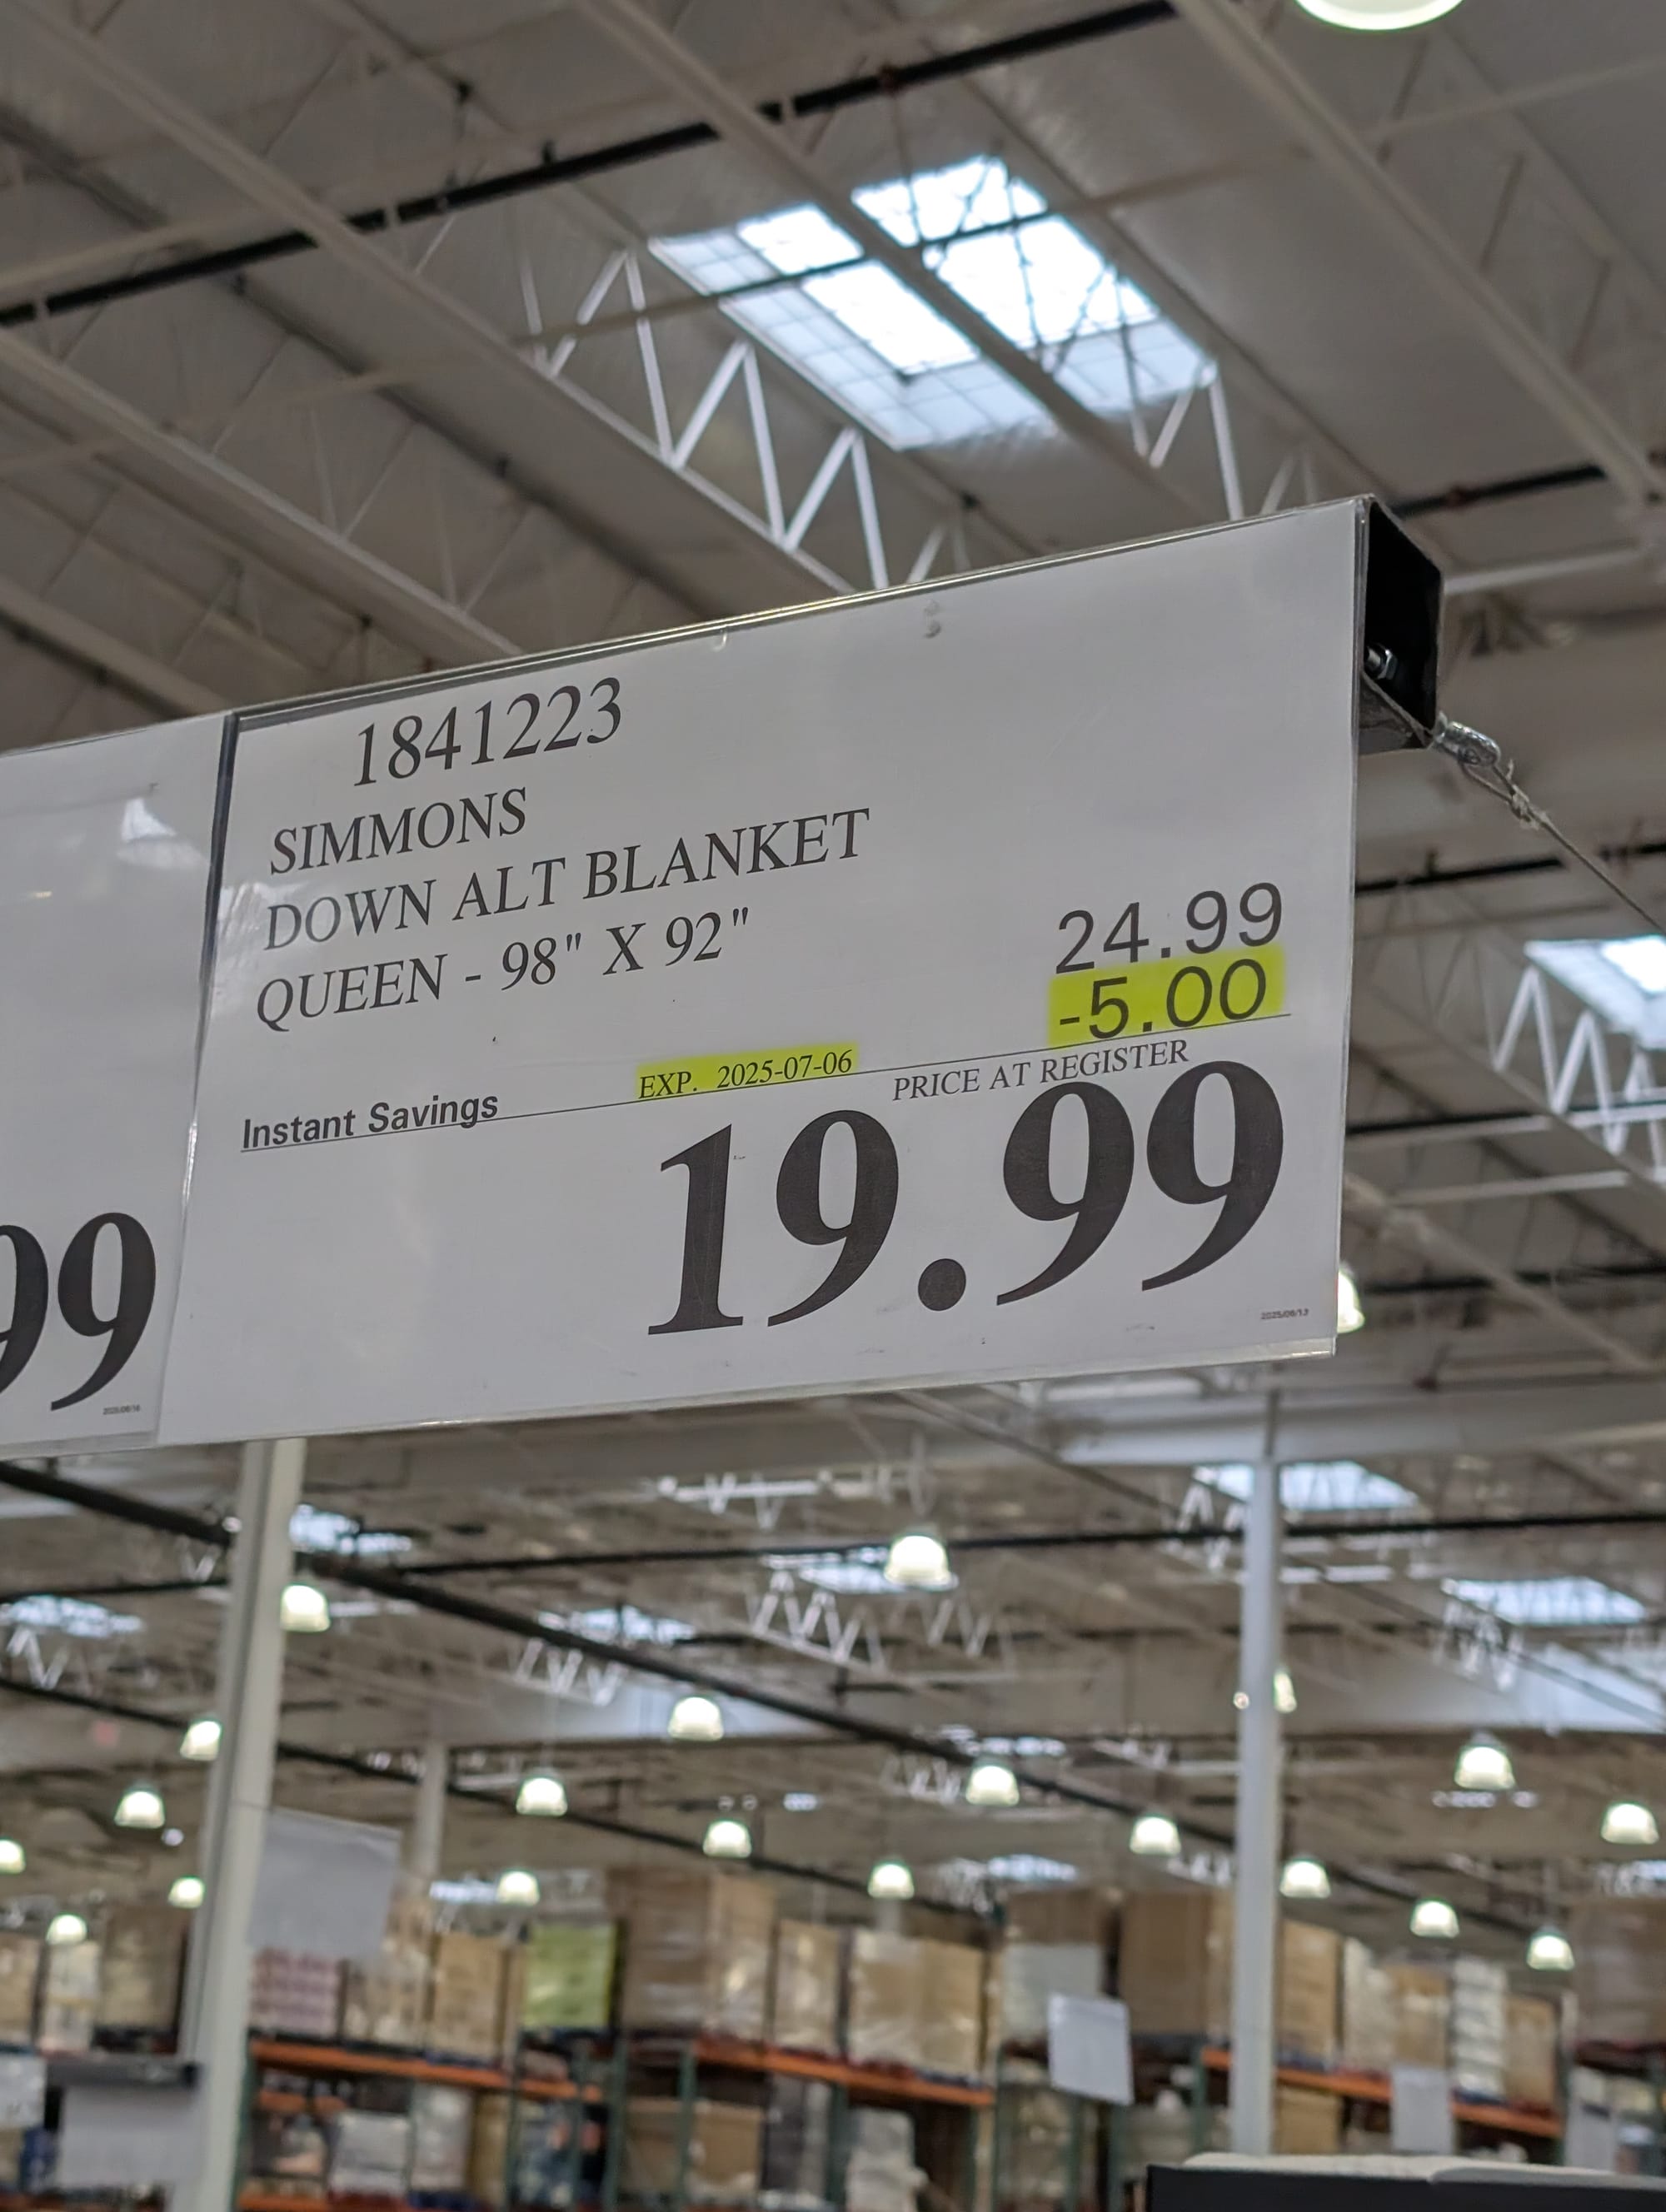 1841223
SIMMONS
DOWN ALT BLANKET
QUEEN - 98" X 92"
24.99
-5.00
EXP. 2025-07-06
PRICE AT REGISTER
Instant Savings
19.99
99